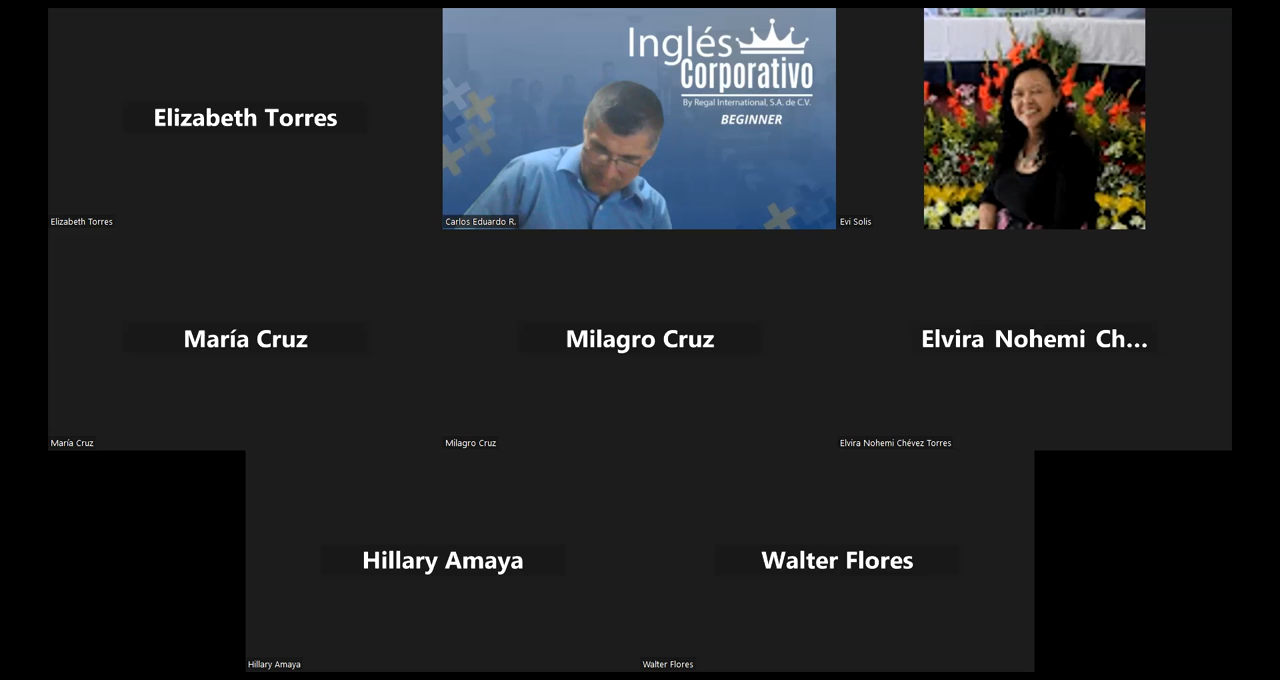 Elizabeth Torres
Elizabeth Torres
Inglés
Corporativo
By Regal International, S.A. de C.V.
BEGINNER
Carlos Eduardo R.
Evi Solis
María Cruz
María Cruz
Milagro Cruz
Milagro Cruz
Elvira Nohemi Ch...
Elvira Nohemi Chévez Torres
Hillary Amaya
Hillary Amaya
Walter Flores
Walter Flores